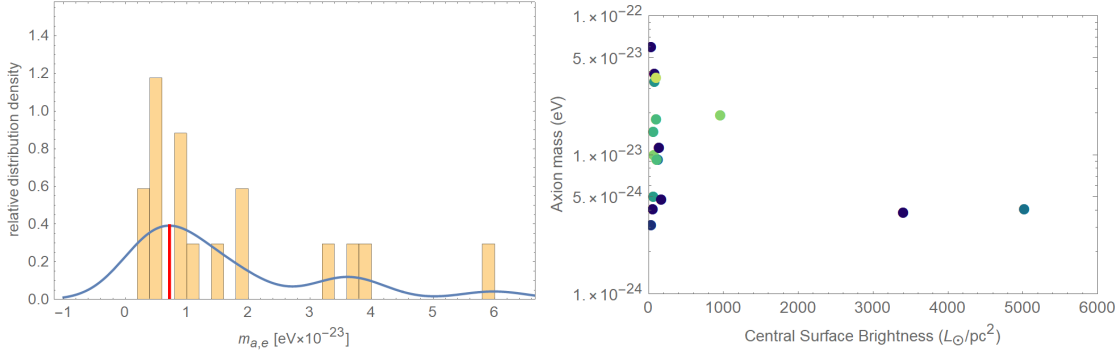 relative distribution density
1.4
1.2
1.0
0.8
0.6
0.4
0.2
0.0
−1 0 1 2 3 4 5 6
m_{a,e} [eV×10^{−23}]
Axion mass (eV)
1.×10^{−22}
5.×10^{−23}
1.×10^{−23}
5.×10^{−24}
1.×10^{−24}
0 1000 2000 3000 4000 5000 6000
Central Surface Brightness (L_⊙/pc^2)